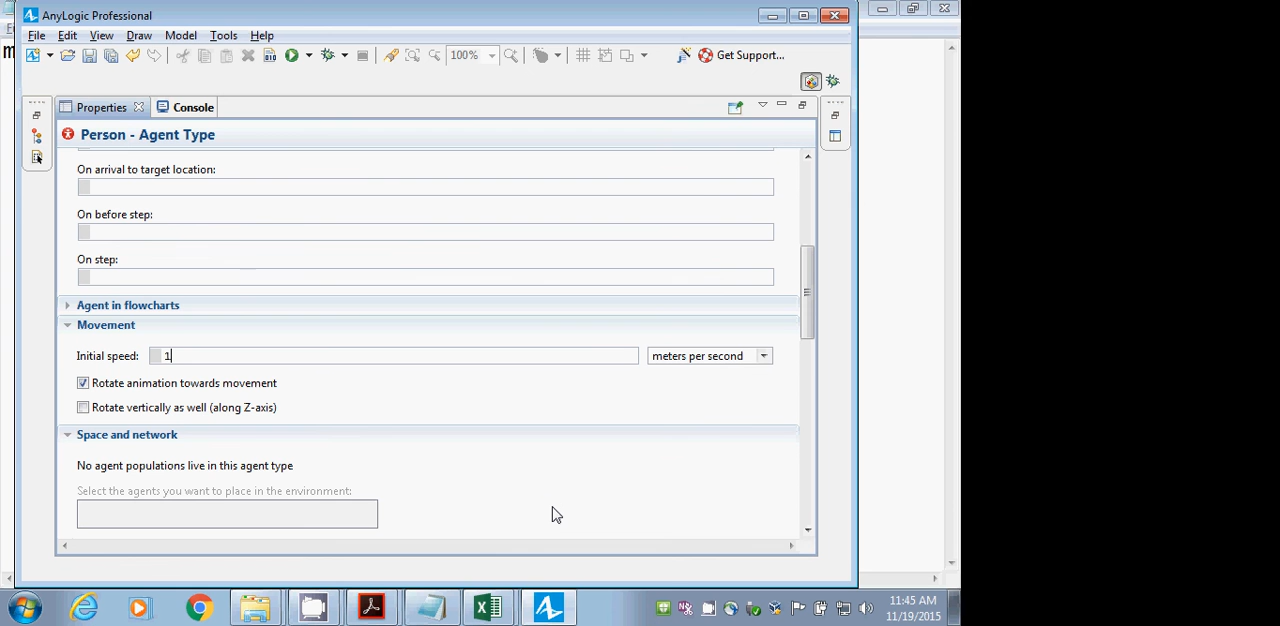 AnyLogic Professional
File Edit View Draw Model Tools Help
100% Get Support...
Properties Console
Person - Agent Type
On arrival to target location:
On before step:
On step:
Agent in flowcharts
Movement
Initial speed: 1 meters per second
Rotate animation towards movement
Rotate vertically as well (along Z-axis)
Space and network
No agent populations live in this agent type
Select the agents you want to place in the environment:
11:45 AM
11/19/2015